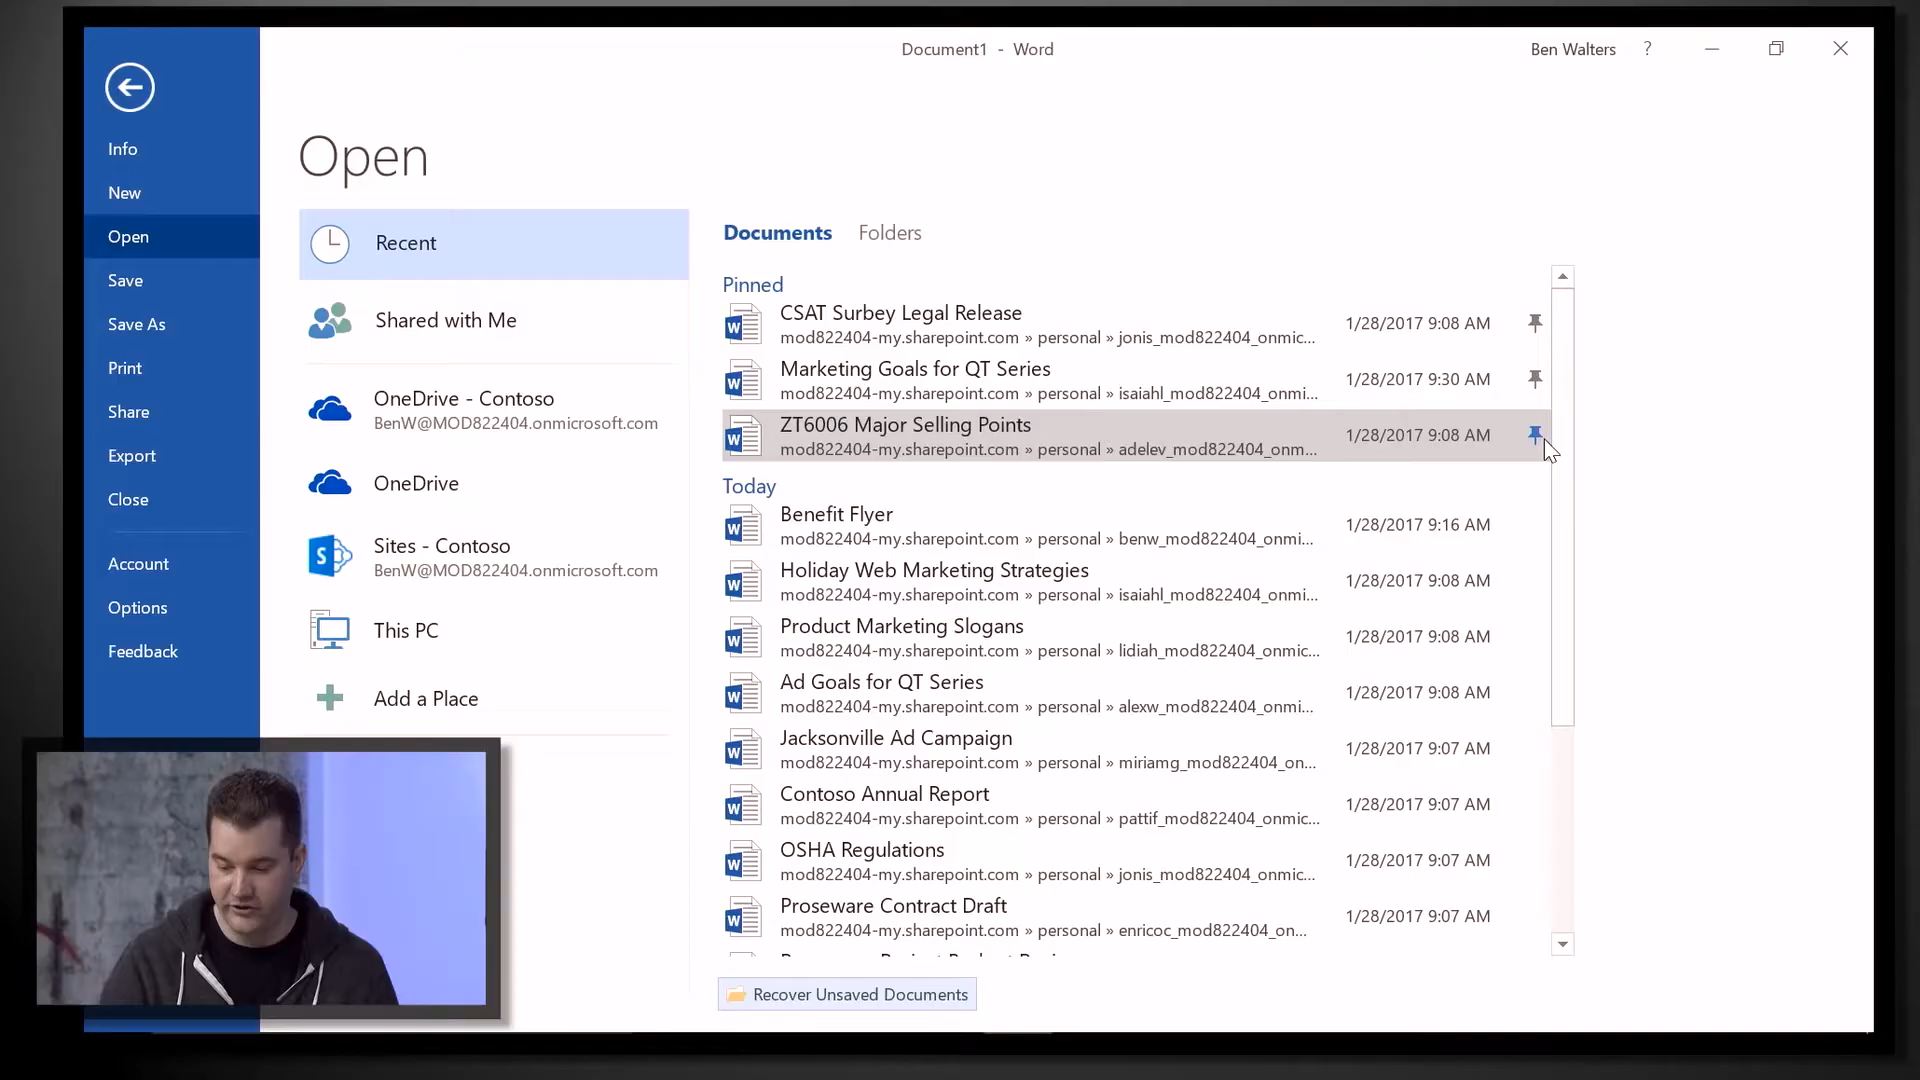 Document1 - Word
Ben Walters
?
Info
New
Open
Save
Save As
Print
Share
Export
Close
Account
Options
Feedback
Open
Recent
Shared with Me
OneDrive - Contoso
BenW@MOD822404.onmicrosoft.com
OneDrive
Sites - Contoso
BenW@MOD822404.onmicrosoft.com
This PC
Add a Place
Documents Folders
Pinned
CSAT Surbey Legal Release
mod822404-my.sharepoint.com » personal » jonis_mod822404_onmic...
1/28/2017 9:08 AM
Marketing Goals for QT Series
mod822404-my.sharepoint.com » personal » isaiahl_mod822404_onmi...
1/28/2017 9:30 AM
ZT6006 Major Selling Points
mod822404-my.sharepoint.com » personal » adelev_mod822404_onm...
1/28/2017 9:08 AM
Today
Benefit Flyer
mod822404-my.sharepoint.com » personal » benw_mod822404_onmi...
1/28/2017 9:16 AM
Holiday Web Marketing Strategies
mod822404-my.sharepoint.com » personal » isaiahl_mod822404_onmi...
1/28/2017 9:08 AM
Product Marketing Slogans
mod822404-my.sharepoint.com » personal » lidiah_mod822404_onmic...
1/28/2017 9:08 AM
Ad Goals for QT Series
mod822404-my.sharepoint.com » personal » alexw_mod822404_onmi...
1/28/2017 9:08 AM
Jacksonville Ad Campaign
mod822404-my.sharepoint.com » personal » miriamg_mod822404_on...
1/28/2017 9:07 AM
Contoso Annual Report
mod822404-my.sharepoint.com » personal » pattif_mod822404_onmic...
1/28/2017 9:07 AM
OSHA Regulations
mod822404-my.sharepoint.com » personal » jonis_mod822404_onmic...
1/28/2017 9:07 AM
Proseware Contract Draft
mod822404-my.sharepoint.com » personal » enricoc_mod822404_on...
1/28/2017 9:07 AM
Recover Unsaved Documents